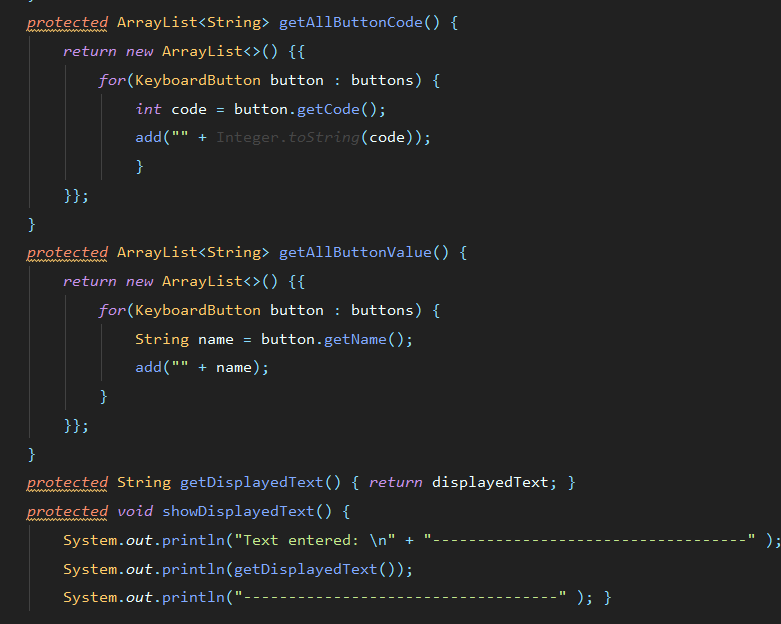 protected ArrayList<String> getAllButtonCode() {
return new ArrayList<>() {{
for(KeyboardButton button : buttons) {
int code = button.getCode();
add("" + Integer.toString(code));
}
}};
}
protected ArrayList<String> getAllButtonValue() {
return new ArrayList<>() {{
for(KeyboardButton button : buttons) {
String name = button.getName();
add("" + name);
}
}};
}
protected String getDisplayedText() { return displayedText; }
protected void showDisplayedText() {
System.out.println("Text entered: \n" + "-----------------------------------" );
System.out.println(getDisplayedText());
System.out.println("-----------------------------------" ); }